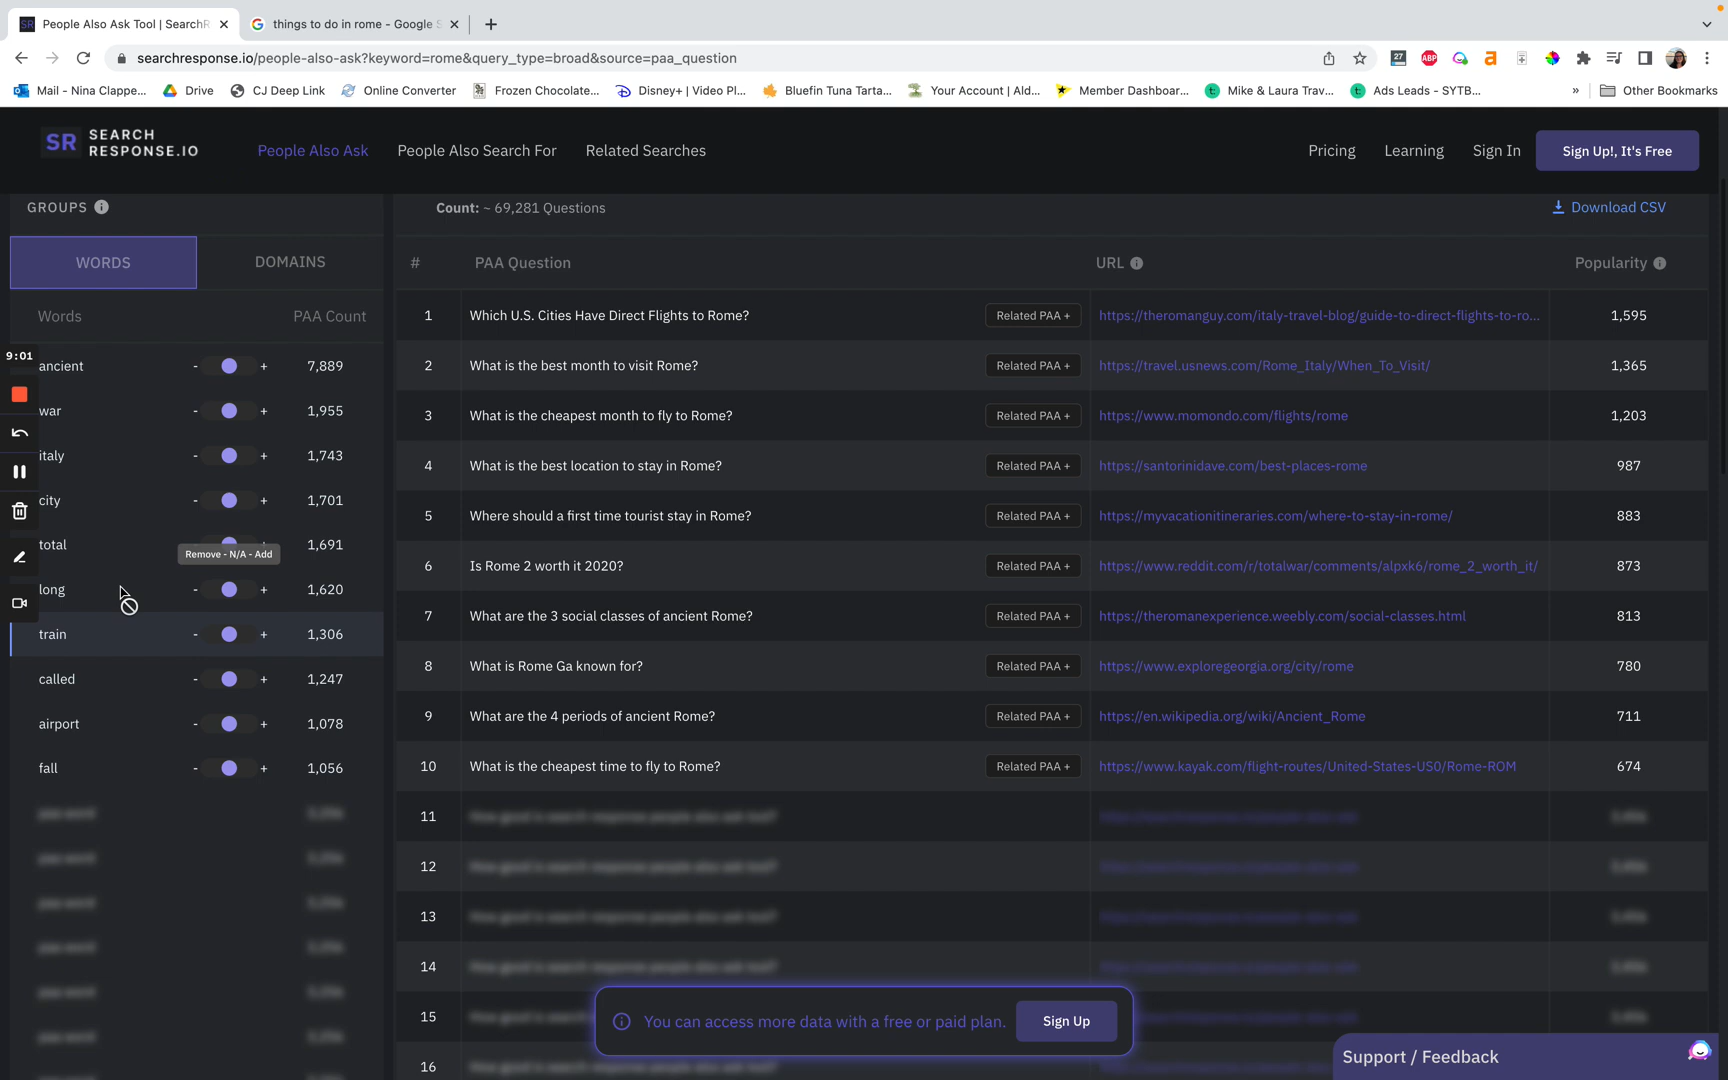 People Also Ask Tool | SearchR
things to do in rome - Google S
searchresponse.io/people-also-ask?keyword=rome&query_type=broad&source=paa_question
27
ABP
Mail - Nina Clappe...
Drive
CJ Deep Link
Online Converter
Frozen Chocolate...
Disney+ | Video Pl...
Bluefin Tuna Tarta...
Your Account | Ald...
Member Dashboar...
Mike & Laura Trav...
Ads Leads - SYTB...
»
Other Bookmarks
SR SEARCH
RESPONSE.IO
People Also Ask
People Also Search For
Related Searches
Pricing
Learning
Sign In
Sign Up!, It's Free
GROUPS
Count: ~ 69,281 Questions
Download CSV
WORDS
DOMAINS
# PAA Question URL Popularity
Words PAA Count
9:01
ancient - + 7,889
war - + 1,955
italy - + 1,743
city - + 1,701
total 1,691
Remove - N/A - Add
long - + 1,620
train - + 1,306
called - + 1,247
airport - + 1,078
fall - + 1,056
1 Which U.S. Cities Have Direct Flights to Rome? Related PAA + https://theromanguy.com/italy-travel-blog/guide-to-direct-flights-to-ro... 1,595
2 What is the best month to visit Rome? Related PAA + https://travel.usnews.com/Rome_Italy/When_To_Visit/ 1,365
3 What is the cheapest month to fly to Rome? Related PAA + https://www.momondo.com/flights/rome 1,203
4 What is the best location to stay in Rome? Related PAA + https://santorinidave.com/best-places-rome 987
5 Where should a first time tourist stay in Rome? Related PAA + https://myvacationitineraries.com/where-to-stay-in-rome/ 883
6 Is Rome 2 worth it 2020? Related PAA + https://www.reddit.com/r/totalwar/comments/alpxk6/rome_2_worth_it/ 873
7 What are the 3 social classes of ancient Rome? Related PAA + https://theromanexperience.weebly.com/social-classes.html 813
8 What is Rome Ga known for? Related PAA + https://www.exploregeorgia.org/city/rome 780
9 What are the 4 periods of ancient Rome? Related PAA + https://en.wikipedia.org/wiki/Ancient_Rome 711
10 What is the cheapest time to fly to Rome? Related PAA + https://www.kayak.com/flight-routes/United-States-US0/Rome-ROM 674
11
12
13
14
15
16
You can access more data with a free or paid plan.
Sign Up
Support / Feedback